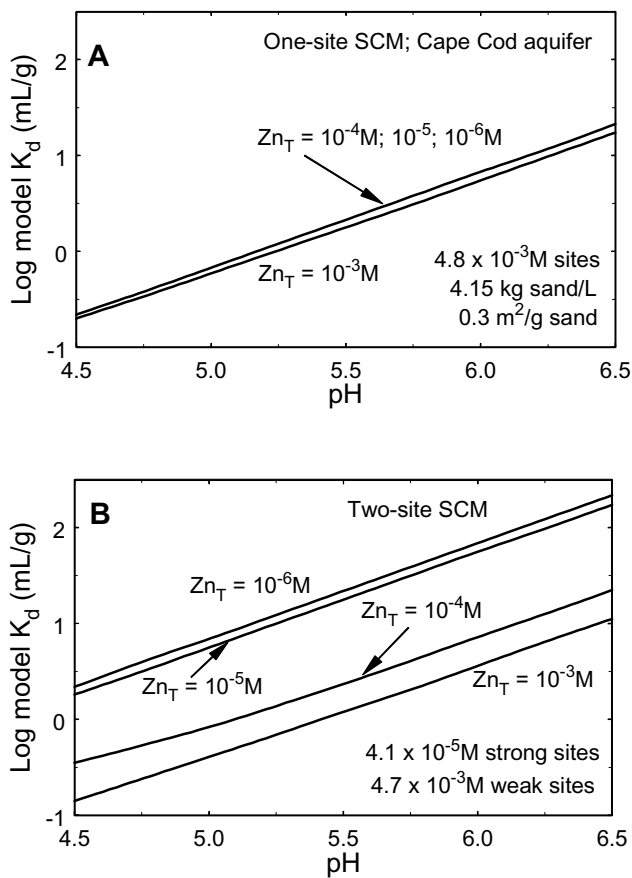 A
One-site SCM; Cape Cod aquifer
Log model K_d (mL/g)
2
1
0
-1
Zn_T = 10^-4M; 10^-5; 10^-6M
Zn_T = 10^-3M
4.8 x 10^-3M sites
4.15 kg sand/L
0.3 m^2/g sand
4.5 5.0 5.5 6.0 6.5
pH
B
Two-site SCM
Log model K_d (mL/g)
2
1
0
-1
Zn_T = 10^-6M
Zn_T = 10^-4M
Zn_T = 10^-5M
Zn_T = 10^-3M
4.1 x 10^-5M strong sites
4.7 x 10^-3M weak sites
4.5 5.0 5.5 6.0 6.5
pH